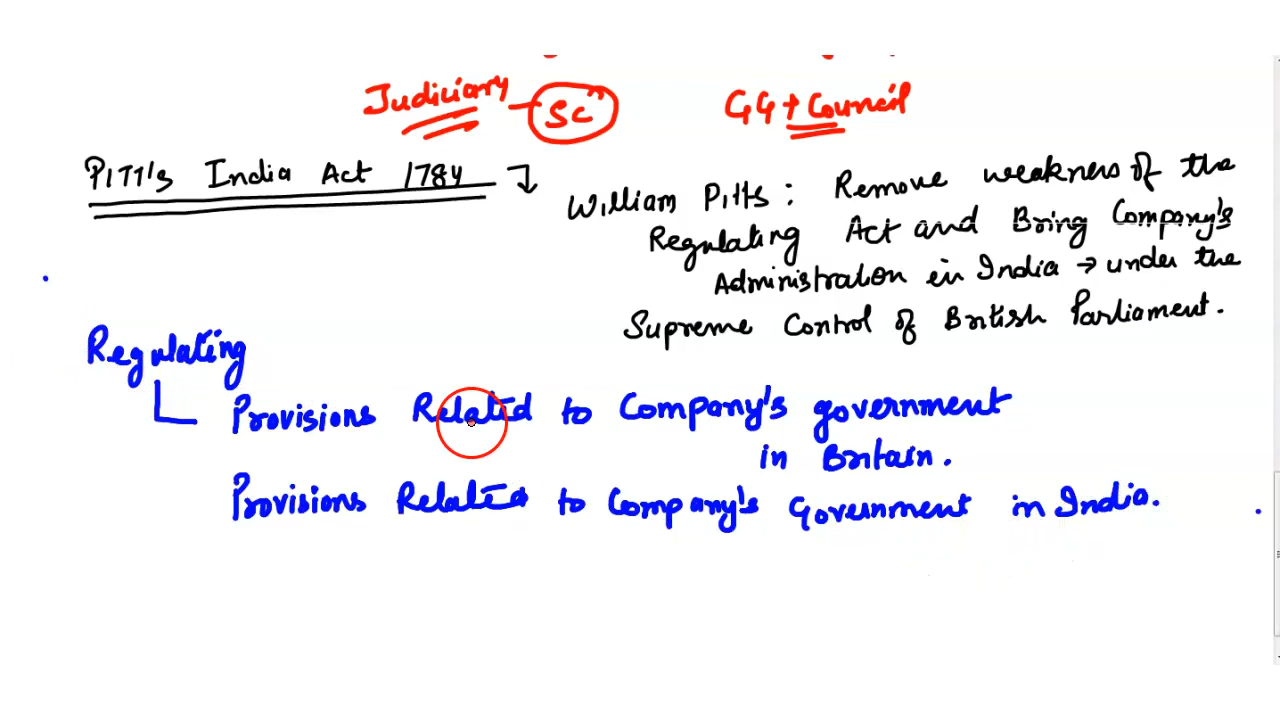 Judiciary - SC" GG + Council
PITT's India Act 1784
William Pitts: Remove weakness of the
Regulating Act and Bring Company's
Administration in India → under the
Supreme Control of British Parliament.
Regulating
Provisions Related to Company's government
in Britain.
Provisions Related to Company's Government in India.